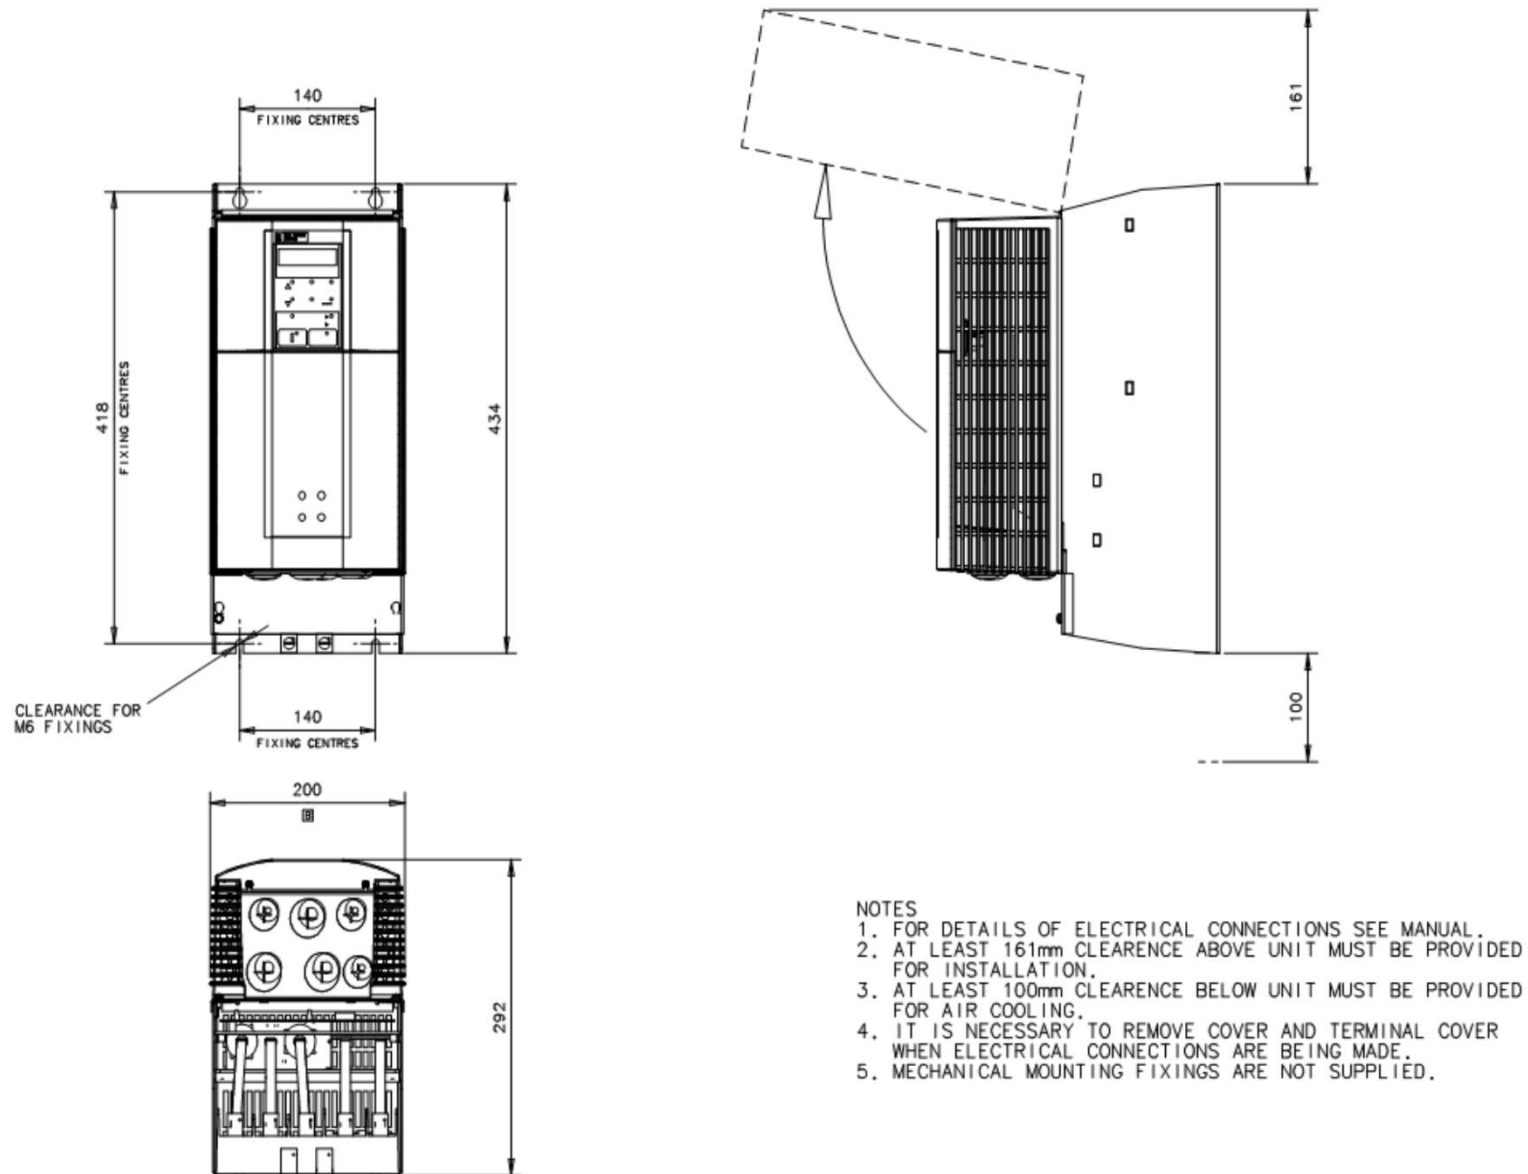 140
FIXING CENTRES
161
418
FIXING CENTRES
434
CLEARANCE FOR
M6 FIXINGS
140
FIXING CENTRES
100
200
B
292
NOTES
1. FOR DETAILS OF ELECTRICAL CONNECTIONS SEE MANUAL.
2. AT LEAST 161mm CLEARENCE ABOVE UNIT MUST BE PROVIDED
FOR INSTALLATION.
3. AT LEAST 100mm CLEARENCE BELOW UNIT MUST BE PROVIDED
FOR AIR COOLING.
4. IT IS NECESSARY TO REMOVE COVER AND TERMINAL COVER
WHEN ELECTRICAL CONNECTIONS ARE BEING MADE.
5. MECHANICAL MOUNTING FIXINGS ARE NOT SUPPLIED.